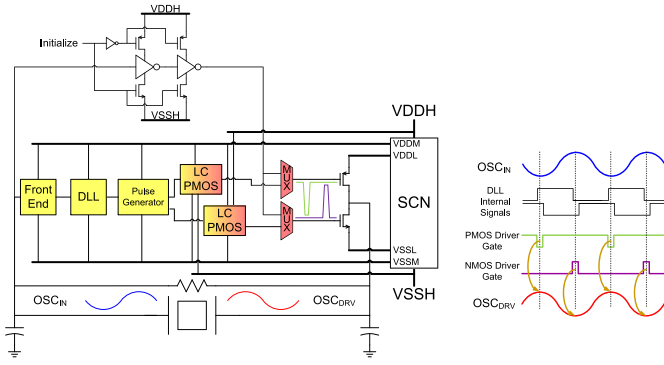 VDDH
Initialize
VSSH
VDDH
VDDM
VDDL
LC
PMOS
MUX
Front
End
DLL
Pulse
Generator
LC
PMOS
MUX
SCN
VSSL
VSSM
VSSH
OSCIN
OSCDRV
OSCIN
DLL
Internal
Signals
PMOS Driver
Gate
NMOS Driver
Gate
OSCDRV